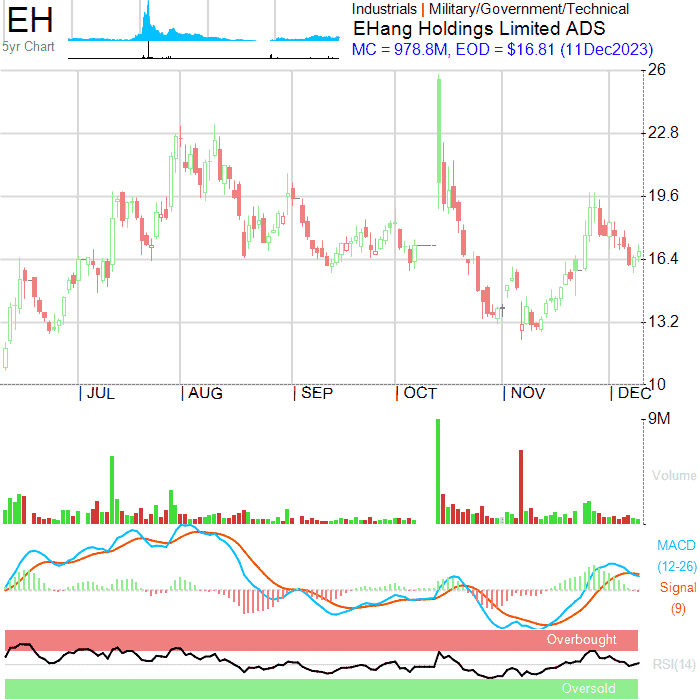 EH
5yr Chart
Industrials | Military/Government/Technical
EHang Holdings Limited ADS
MC = 978.8M, EOD = $16.81 (11Dec2023)
26
22.8
19.6
16.4
13.2
10
| JUL | AUG | SEP | OCT | NOV | DEC
9M
Volume
MACD
(12-26)
Signal
(9)
Overbought
RSI(14)
Oversold